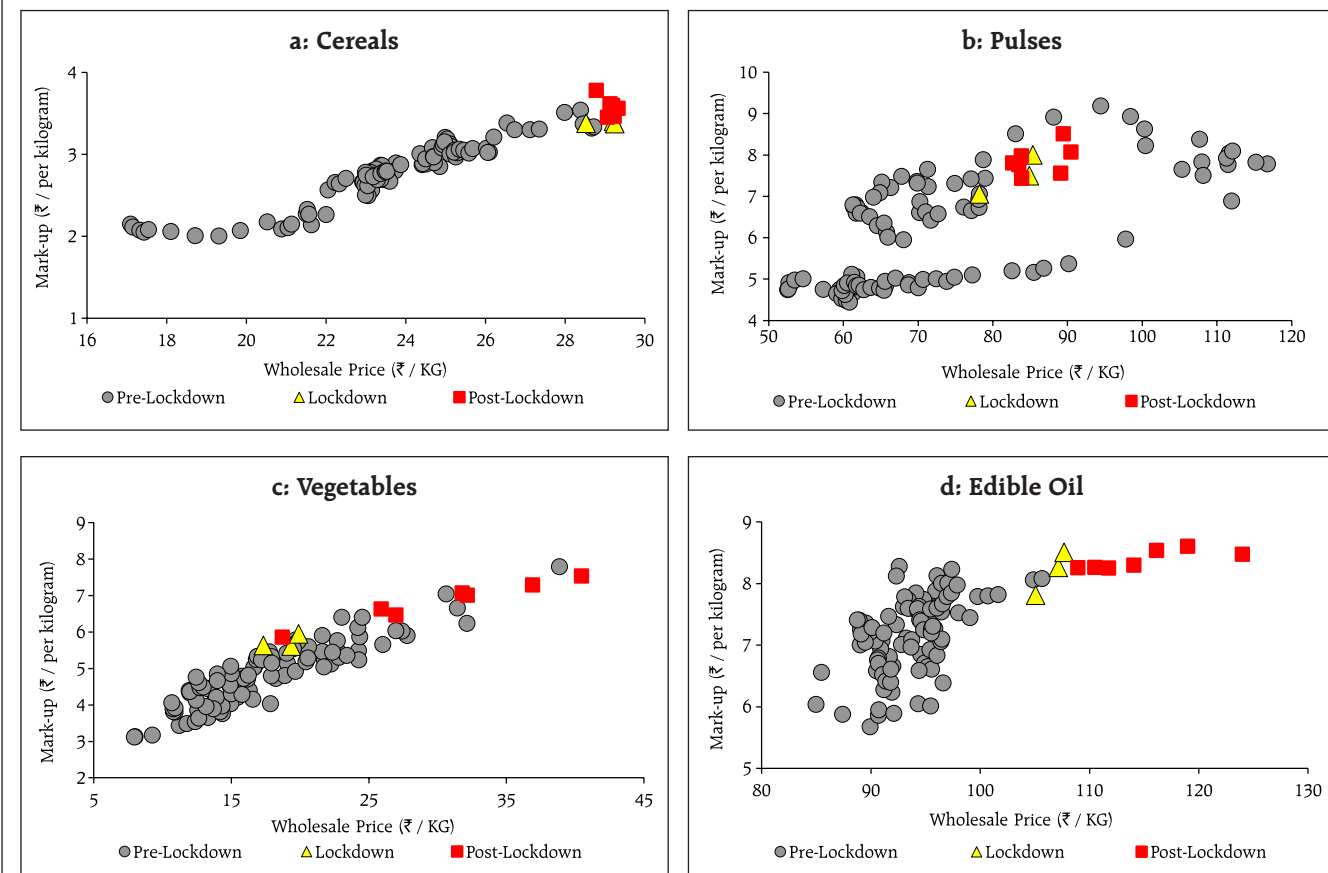 a: Cereals
Mark-up (₹ / per kilogram)
4
3
2
1
16 18 20 22 24 26 28 30
Wholesale Price (₹ / KG)
Pre-Lockdown Lockdown Post-Lockdown
b: Pulses
Mark-up (₹ / per kilogram)
10
9
8
7
6
5
4
50 60 70 80 90 100 110 120
Wholesale Price (₹ / KG)
Pre-Lockdown Lockdown Post-Lockdown
c: Vegetables
Mark-up (₹ / per kilogram)
9
8
7
6
5
4
3
2
5 15 25 35 45
Wholesale Price (₹ / KG)
Pre-Lockdown Lockdown Post-Lockdown
d: Edible Oil
Mark-up (₹ / per kilogram)
9
8
7
6
5
80 90 100 110 120 130
Wholesale Price (₹ / KG)
Pre-Lockdown Lockdown Post-Lockdown